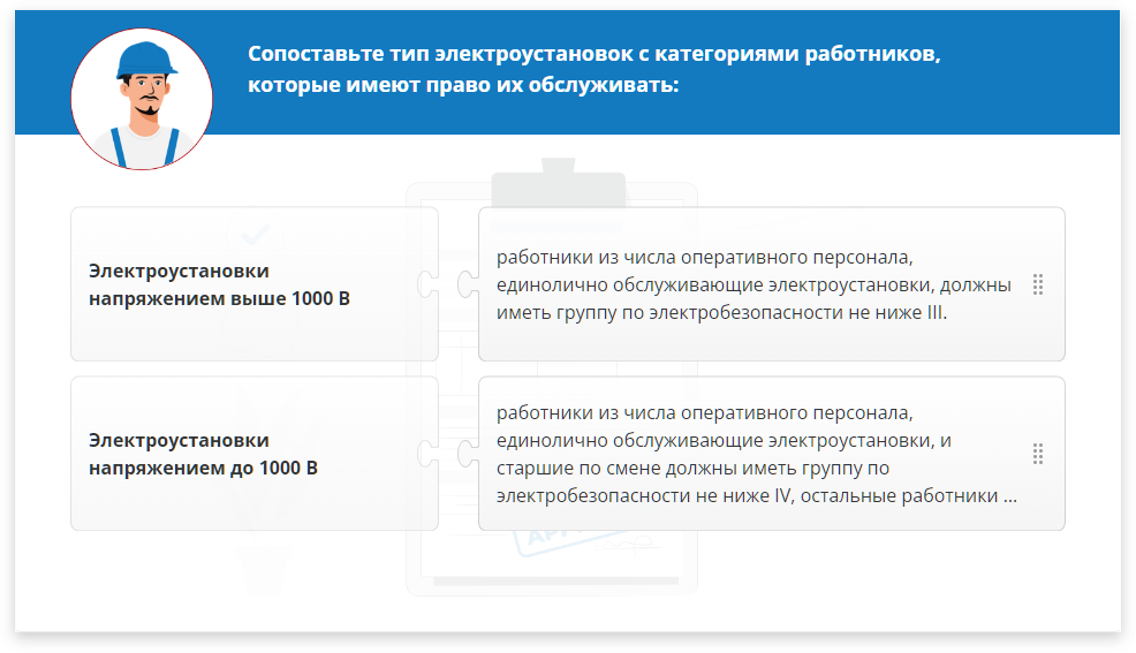 Сопоставьте тип электроустановок с категориями работников,
которые имеют право их обслуживать:
Электроустановки
напряжением выше 1000 В
работники из числа оперативного персонала,
единолично обслуживающие электроустановки, должны
иметь группу по электробезопасности не ниже III.
Электроустановки
напряжением до 1000 В
работники из числа оперативного персонала,
единолично обслуживающие электроустановки, и
старшие по смене должны иметь группу по
электробезопасности не ниже IV, остальные работники ...